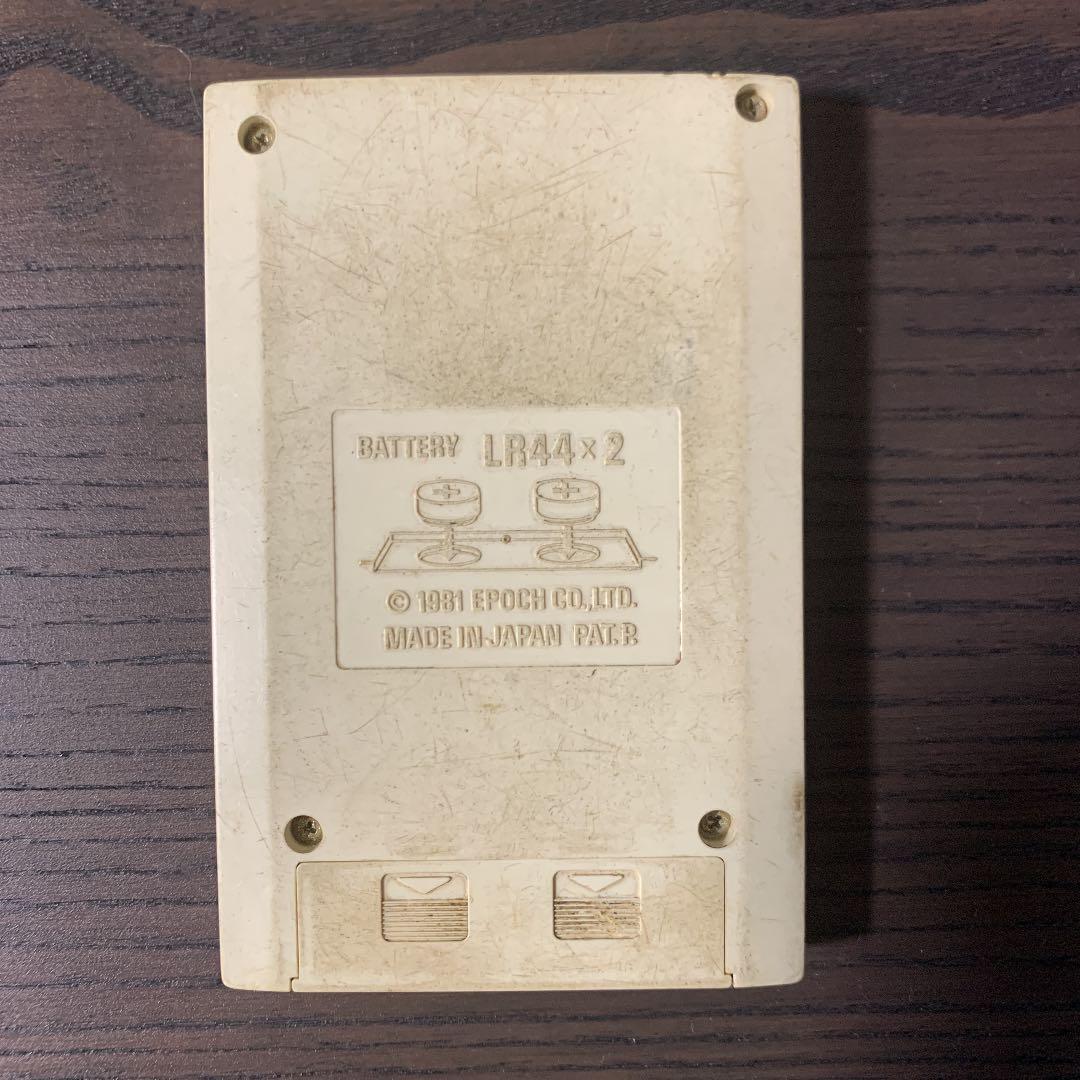 BATTERY LR44×2
+ +
© 1981 EPOCH CO.,LTD.
MADE IN JAPAN PAT.P.